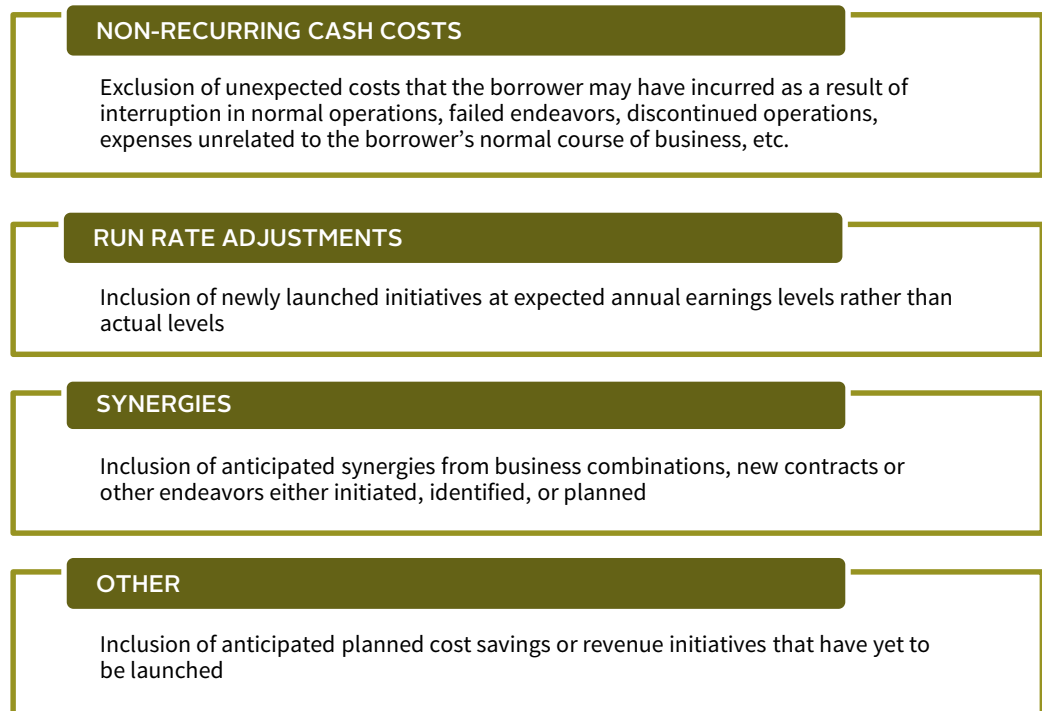 NON-RECURRING CASH COSTS
Exclusion of unexpected costs that the borrower may have incurred as a result of
interruption in normal operations, failed endeavors, discontinued operations,
expenses unrelated to the borrower’s normal course of business, etc.
RUN RATE ADJUSTMENTS
Inclusion of newly launched initiatives at expected annual earnings levels rather than
actual levels
SYNERGIES
Inclusion of anticipated synergies from business combinations, new contracts or
other endeavors either initiated, identified, or planned
OTHER
Inclusion of anticipated planned cost savings or revenue initiatives that have yet to
be launched